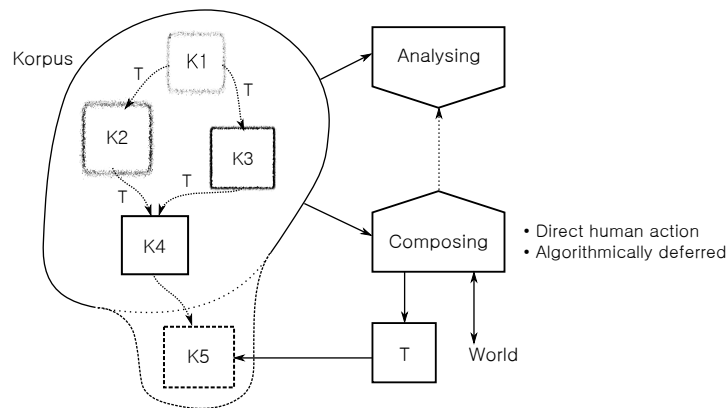 Korpus
K1
T
T
K2
K3
T
T
K4
K5
Analysing
Composing
• Direct human action
• Algorithmically deferred
T
World